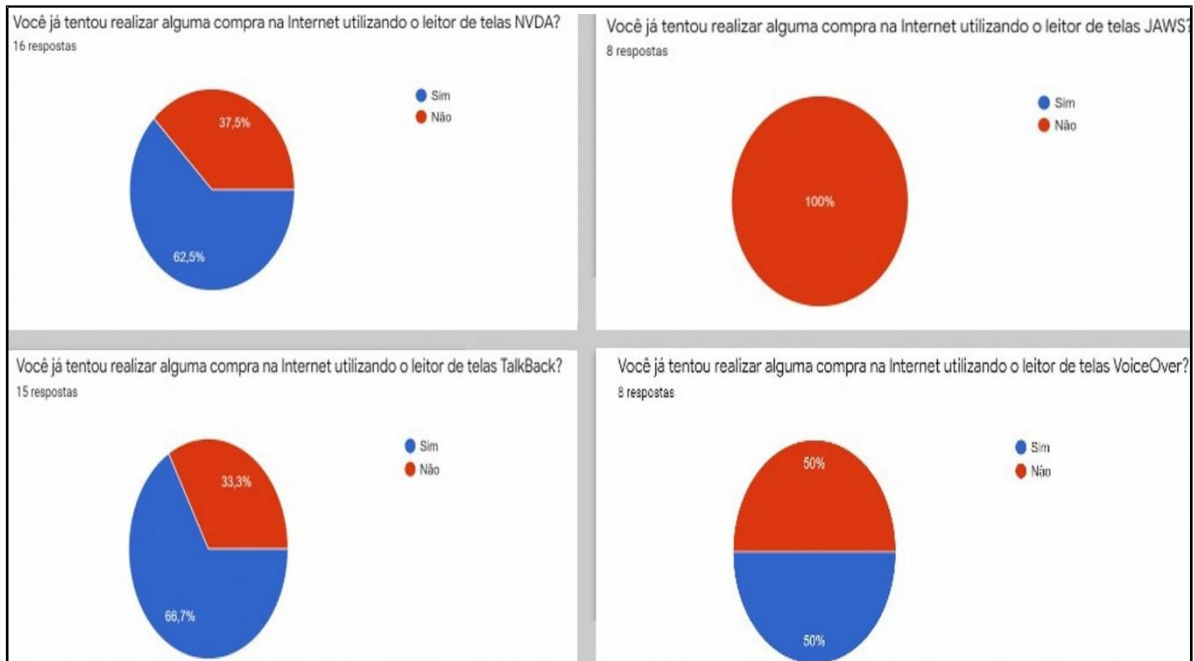 Você já tentou realizar alguma compra na Internet utilizando o leitor de telas NVDA?
16 respostas
Sim
Não
37,5%
62,5%
Você já tentou realizar alguma compra na Internet utilizando o leitor de telas JAWS?
8 respostas
Sim
Não
100%
Você já tentou realizar alguma compra na Internet utilizando o leitor de telas TalkBack?
15 respostas
Sim
Não
33,3%
66,7%
Você já tentou realizar alguma compra na Internet utilizando o leitor de telas VoiceOver?
8 respostas
Sim
Não
50%
50%